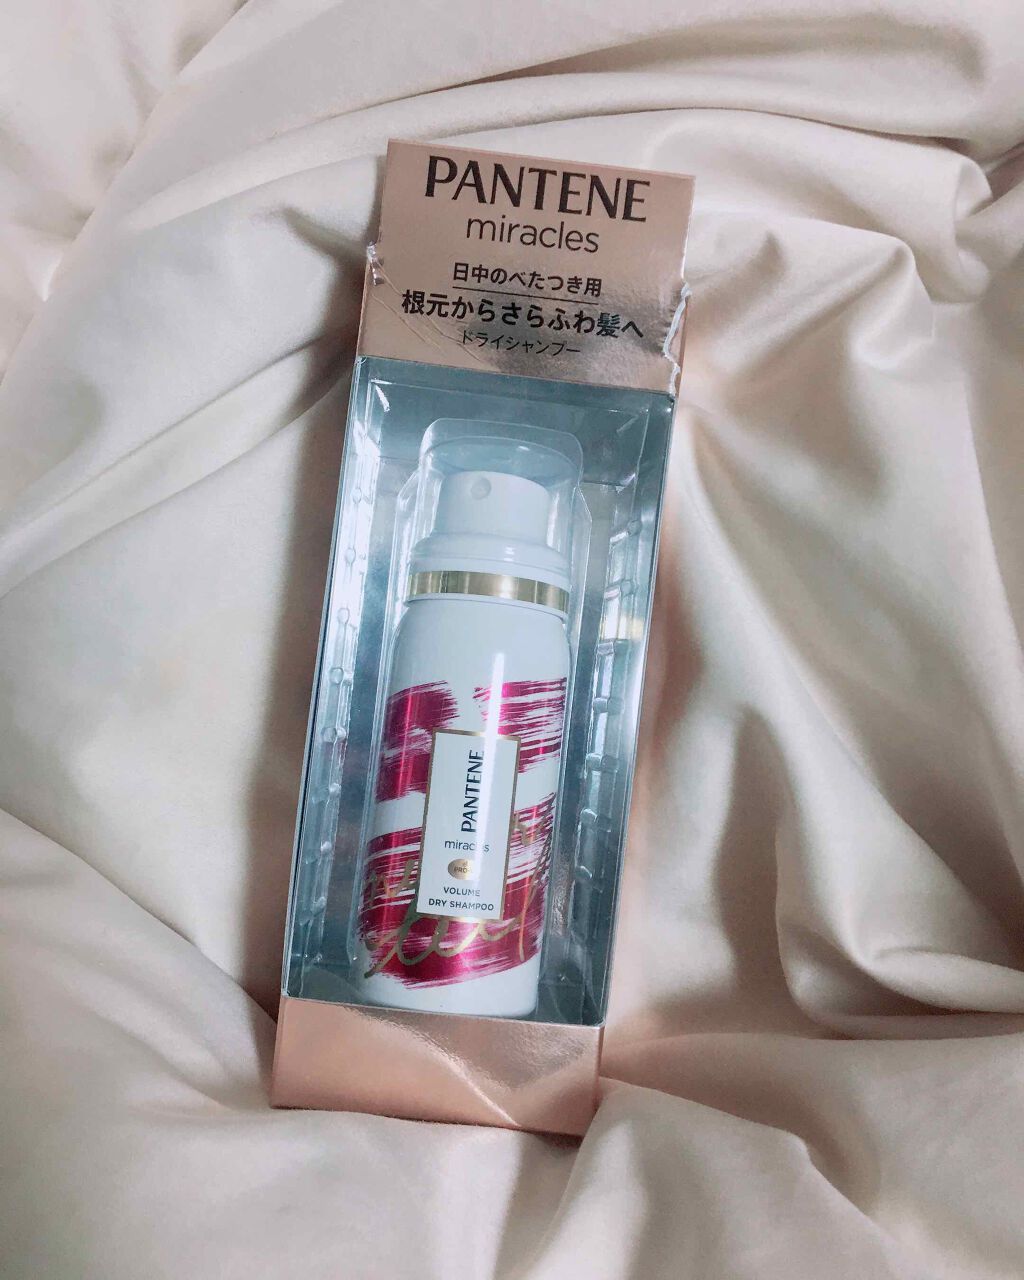 PANTENE
miracles
日中のべたつき用
根元からさらふわ髪へ
ドライシャンプー
PANTENE
miracles
VOLUME
DRY SHAMPOO